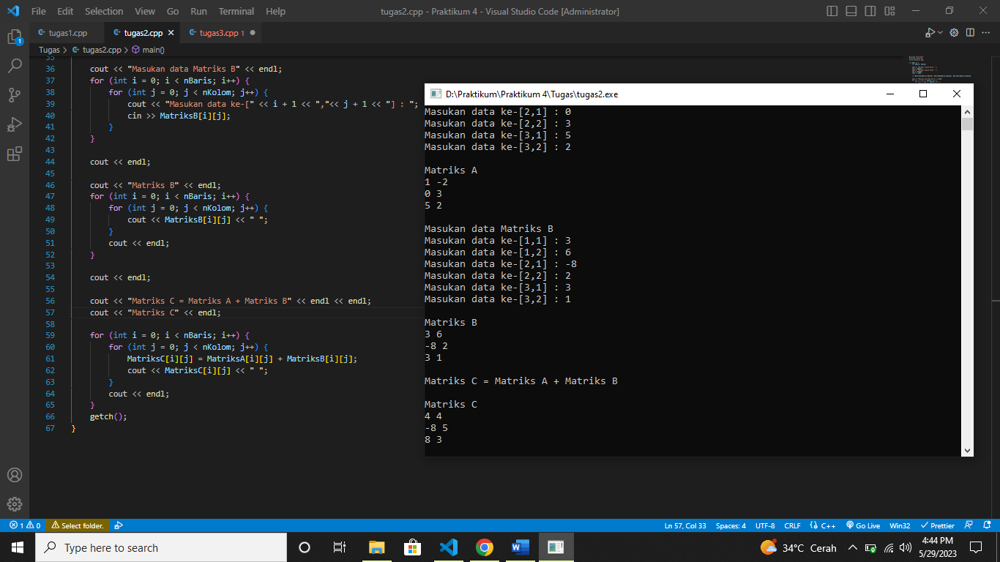 File Edit Selection View Go Run Terminal Help tugas2.cpp - Praktikum 4 - Visual Studio Code [Administrator]
tugas1.cpp tugas2.cpp tugas3.cpp 1
Tugas > tugas2.cpp > main()
35
36 cout << "Masukan data Matriks B" << endl;
37 for (int i = 0; i < nBaris; i++) {
38 for (int j = 0; j < nKolom; j++) {
39 cout << "Masukan data ke-[" << i + 1 << ","<< j + 1 << "] : ";
40 cin >> MatriksB[i][j];
41 }
42 }
43
44 cout << endl;
45
46 cout << "Matriks B" << endl;
47 for (int i = 0; i < nBaris; i++) {
48 for (int j = 0; j < nKolom; j++) {
49 cout << MatriksB[i][j] << " ";
50 }
51 cout << endl;
52 }
53
54 cout << endl;
55
56 cout << "Matriks C = Matriks A + Matriks B" << endl << endl;
57 cout << "Matriks C" << endl;
58
59 for (int i = 0; i < nBaris; i++) {
60 for (int j = 0; j < nKolom; j++) {
61 MatriksC[i][j] = MatriksA[i][j] + MatriksB[i][j];
62 cout << MatriksC[i][j] << " ";
63 }
64 cout << endl;
65 }
66 getch();
67 }
D:\Praktikum\Praktikum 4\Tugas\tugas2.exe
Masukan data ke-[2,1] : 0
Masukan data ke-[2,2] : 3
Masukan data ke-[3,1] : 5
Masukan data ke-[3,2] : 2
Matriks A
1 -2
0 3
5 2
Masukan data Matriks B
Masukan data ke-[1,1] : 3
Masukan data ke-[1,2] : 6
Masukan data ke-[2,1] : -8
Masukan data ke-[2,2] : 2
Masukan data ke-[3,1] : 3
Masukan data ke-[3,2] : 1
Matriks B
3 6
-8 2
3 1
Matriks C = Matriks A + Matriks B
Matriks C
4 4
-8 5
8 3
1 0 Select folder. Ln 57, Col 33 Spaces: 4 UTF-8 CRLF C++ Go Live Win32 Prettier
Type here to search 34°C Cerah 4:44 PM
5/29/2023